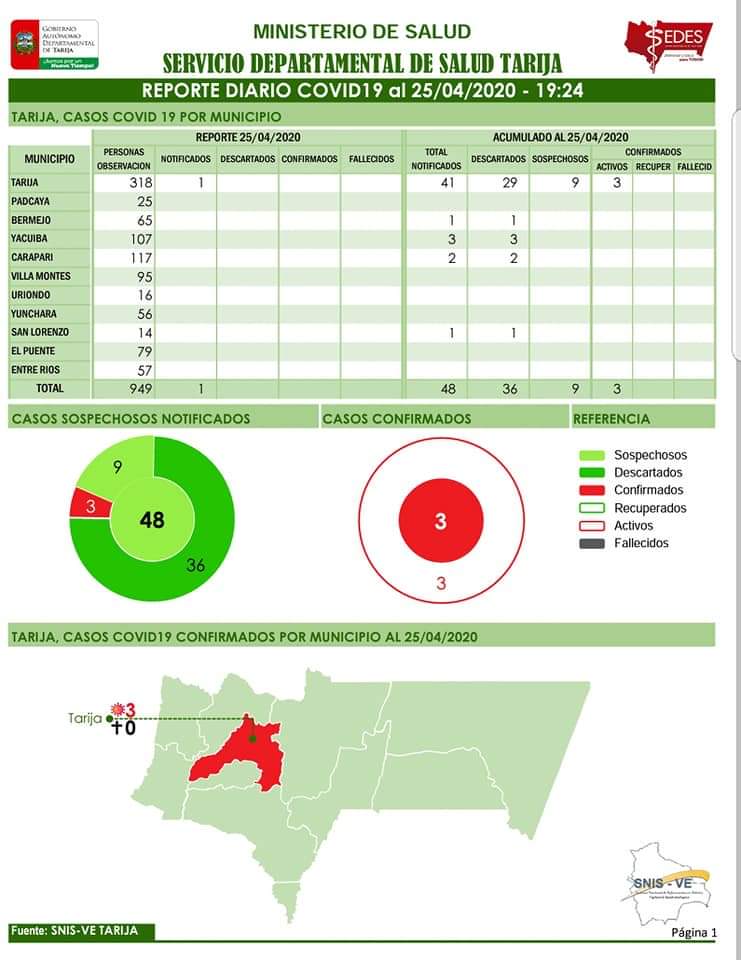 GOBIERNO
AUTÓNOMO
DEPARTAMENTAL
DE TARIJA
¡Juntos por un
Nuevo Tiempo!
MINISTERIO DE SALUD
SERVICIO DEPARTAMENTAL DE SALUD TARIJA
SEDES
REPORTE DIARIO COVID19 al 25/04/2020 - 19:24
TARIJA, CASOS COVID 19 POR MUNICIPIO
REPORTE 25/04/2020 ACUMULADO AL 25/04/2020
MUNICIPIO PERSONAS OBSERVACION NOTIFICADOS DESCARTADOS CONFIRMADOS FALLECIDOS TOTAL NOTIFICADOS DESCARTADOS SOSPECHOSOS CONFIRMADOS
ACTIVOS RECUPER FALLECID
TARIJA 318 1 41 29 9 3
PADCAYA 25
BERMEJO 65 1 1
YACUIBA 107 3 3
CARAPARI 117 2 2
VILLA MONTES 95
URIONDO 16
YUNCHARA 56
SAN LORENZO 14 1 1
EL PUENTE 79
ENTRE RIOS 57
TOTAL 949 1 48 36 9 3
CASOS SOSPECHOSOS NOTIFICADOS
9
3
48
36
CASOS CONFIRMADOS
3
3
REFERENCIA
Sospechosos
Descartados
Confirmados
Recuperados
Activos
Fallecidos
TARIJA, CASOS COVID19 CONFIRMADOS POR MUNICIPIO AL 25/04/2020
Tarija 3
0
SNIS - VE
Fuente: SNIS-VE TARIJA
Página 1